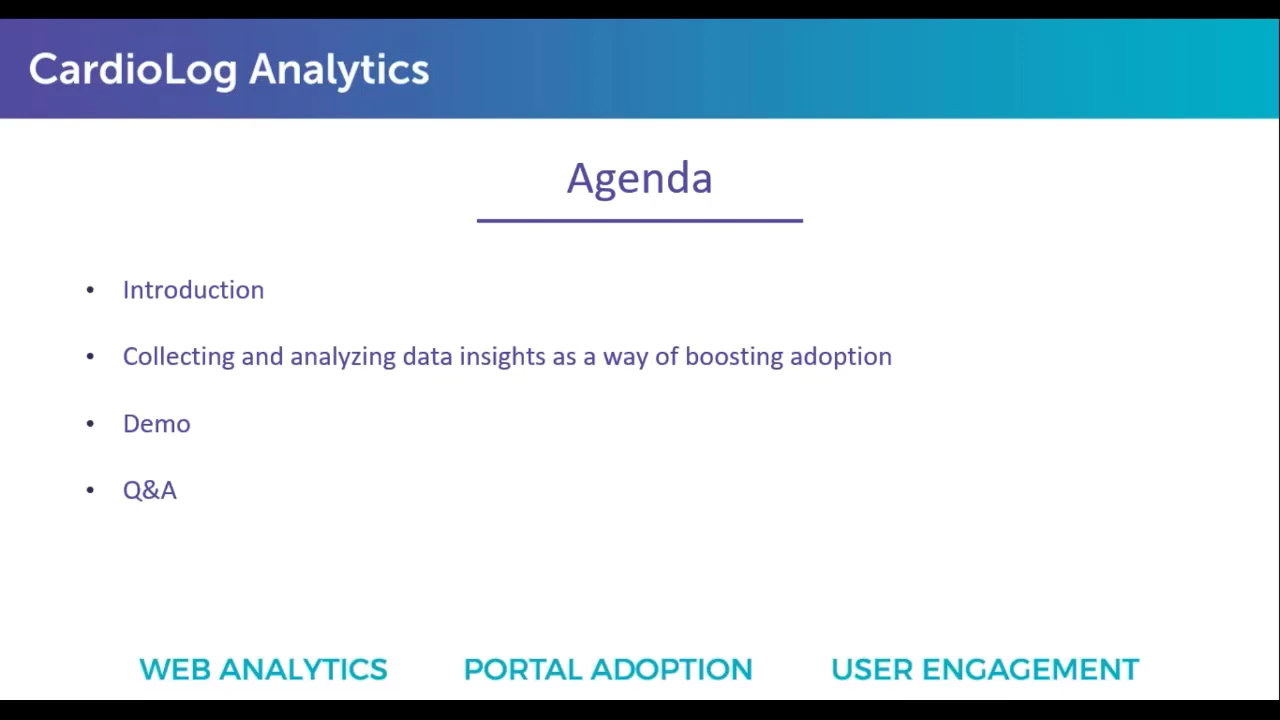 CardioLog Analytics
Agenda
• Introduction
• Collecting and analyzing data insights as a way of boosting adoption
• Demo
• Q&A
WEB ANALYTICS PORTAL ADOPTION USER ENGAGEMENT